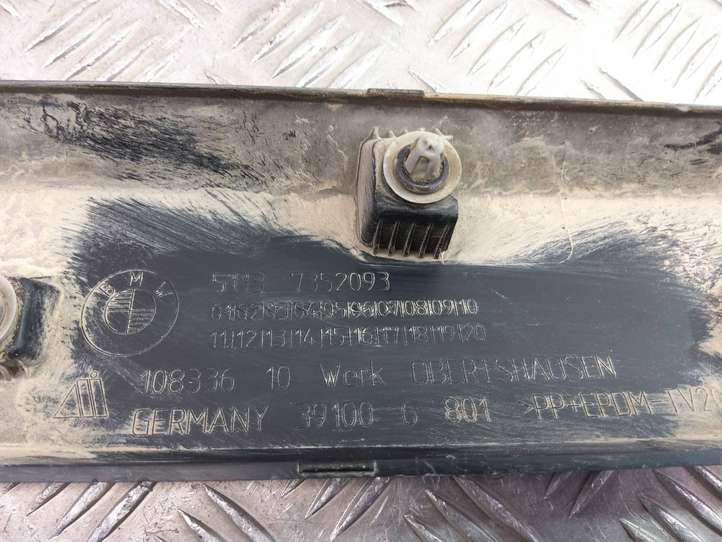 BMW
7352093
01|02|03|04|05|06|07|08|09|10
11|12|13|14|15|16|17|18|19|20
108336 10 Werk OBERTSHAUSEN
GERMANY 39100 6 801 >PP+EPDM-TV2